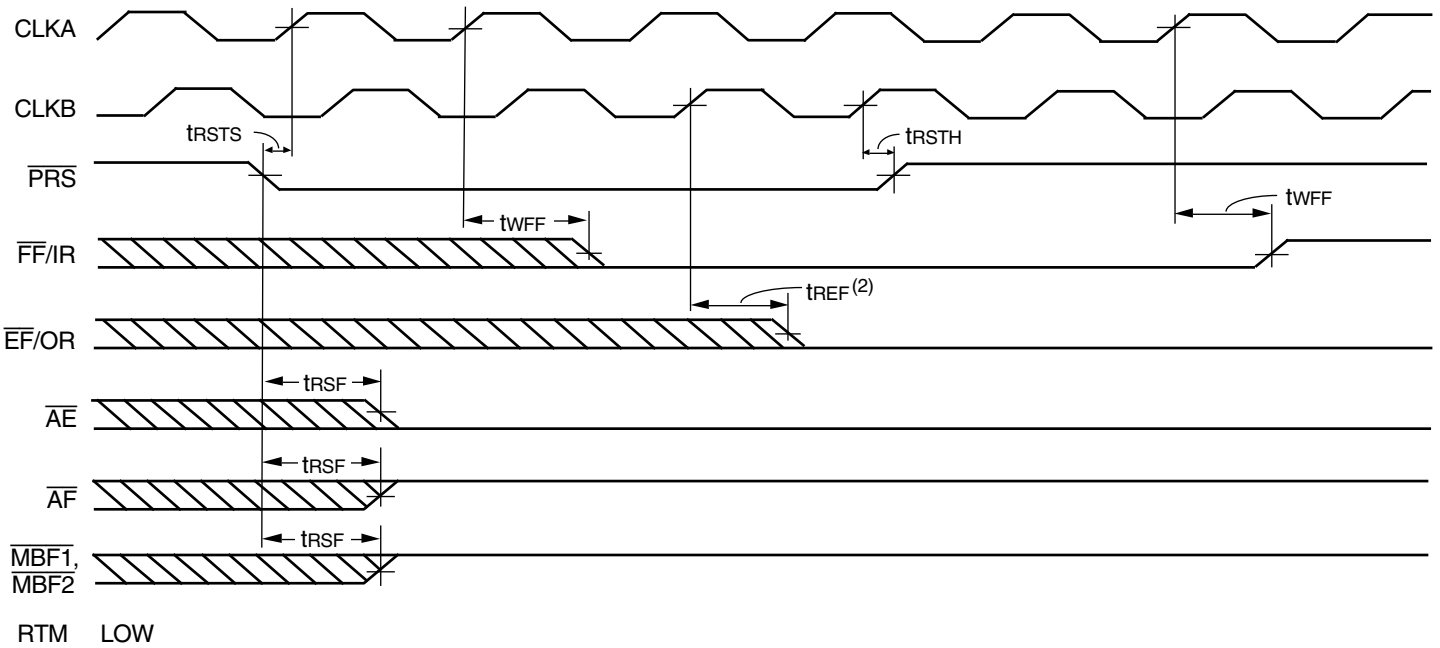 CLKA
CLKB
tRSTS
tRSTH
PRS
tWFF
tWFF
FF/IR
tREF(2)
EF/OR
tRSF
AE
tRSF
AF
tRSF
MBF1,
MBF2
RTM LOW